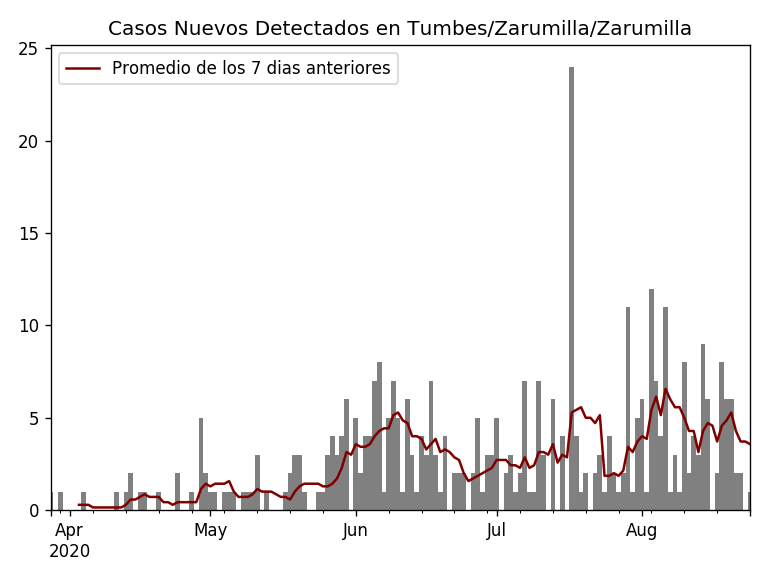 Casos Nuevos Detectados en Tumbes/Zarumilla/Zarumilla
Promedio de los 7 dias anteriores
25
20
15
10
5
0
Apr May Jun Jul Aug
2020